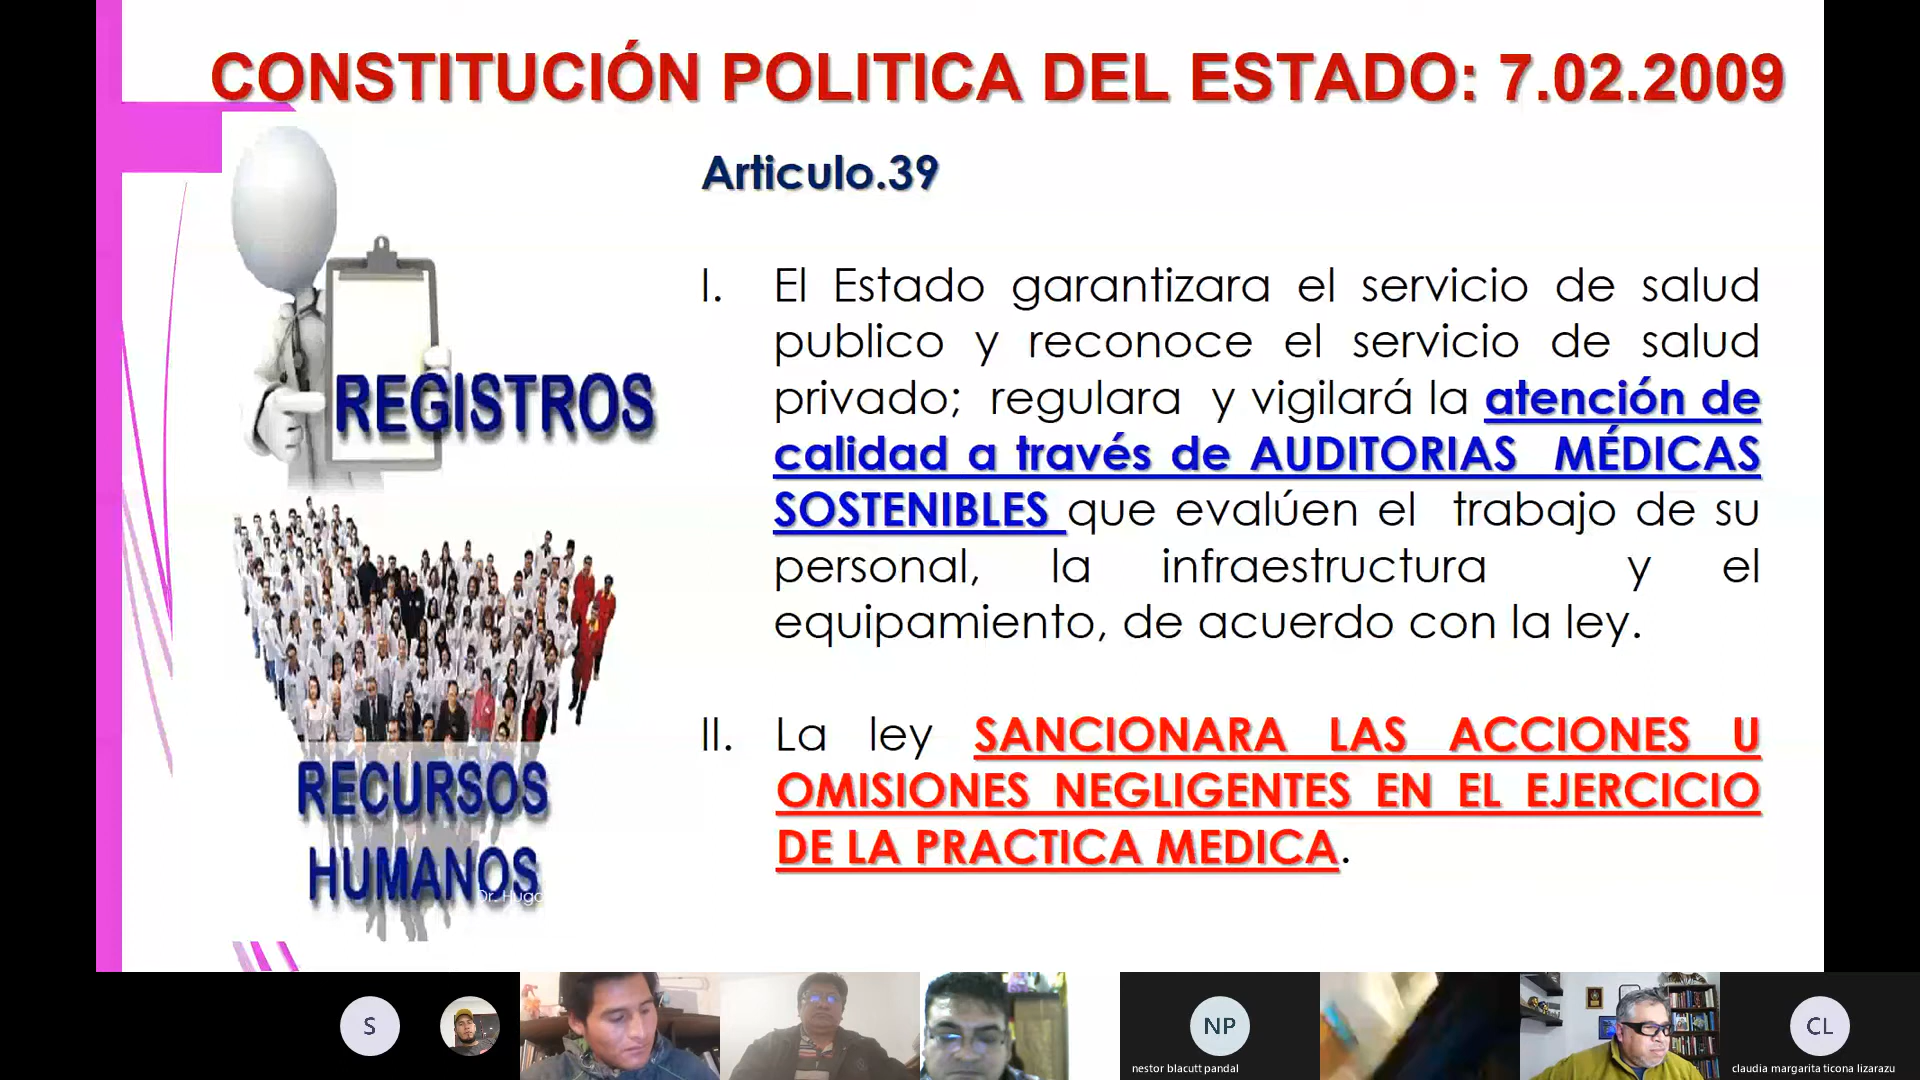 CONSTITUCIÓN POLITICA DEL ESTADO: 7.02.2009
Articulo.39
I. El Estado garantizara el servicio de salud
publico y reconoce el servicio de salud
privado; regulara y vigilará la atención de
calidad a través de AUDITORIAS MÉDICAS
SOSTENIBLES que evalúen el trabajo de su
personal, la infraestructura y el
equipamiento, de acuerdo con la ley.
II. La ley SANCIONARA LAS ACCIONES U
OMISIONES NEGLIGENTES EN EL EJERCICIO
DE LA PRACTICA MEDICA.
REGISTROS
RECURSOS
HUMANOS
Dr. Hugo
S
NP
nestor blacutt pandal
CL
claudia margarita ticona lizarazu